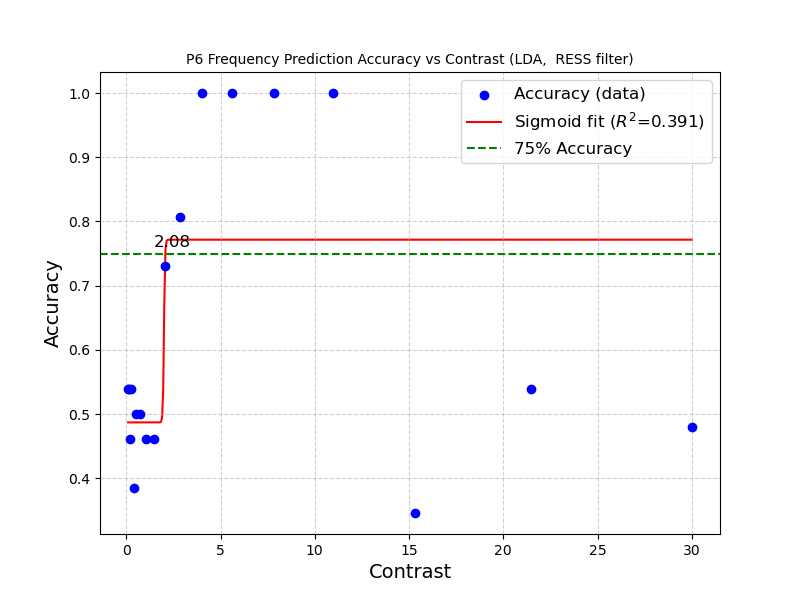 P6 Frequency Prediction Accuracy vs Contrast (LDA,  RESS filter)
Accuracy (data)
Sigmoid fit (R²=0.391)
75% Accuracy
2.08
1.0
0.9
0.8
0.7
0.6
0.5
0.4
Accuracy
0 5 10 15 20 25 30
Contrast